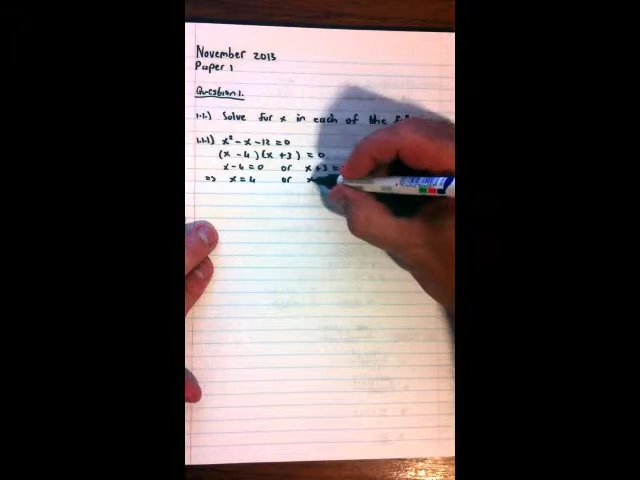 November 2013
Paper 1
Question 1.
1.1.) Solve for x in each of the
1.1.1) x² - x - 12 = 0
(x - 4)(x + 3) = 0
x - 4 = 0 or x + 3 =
⇒ x = 4 or x